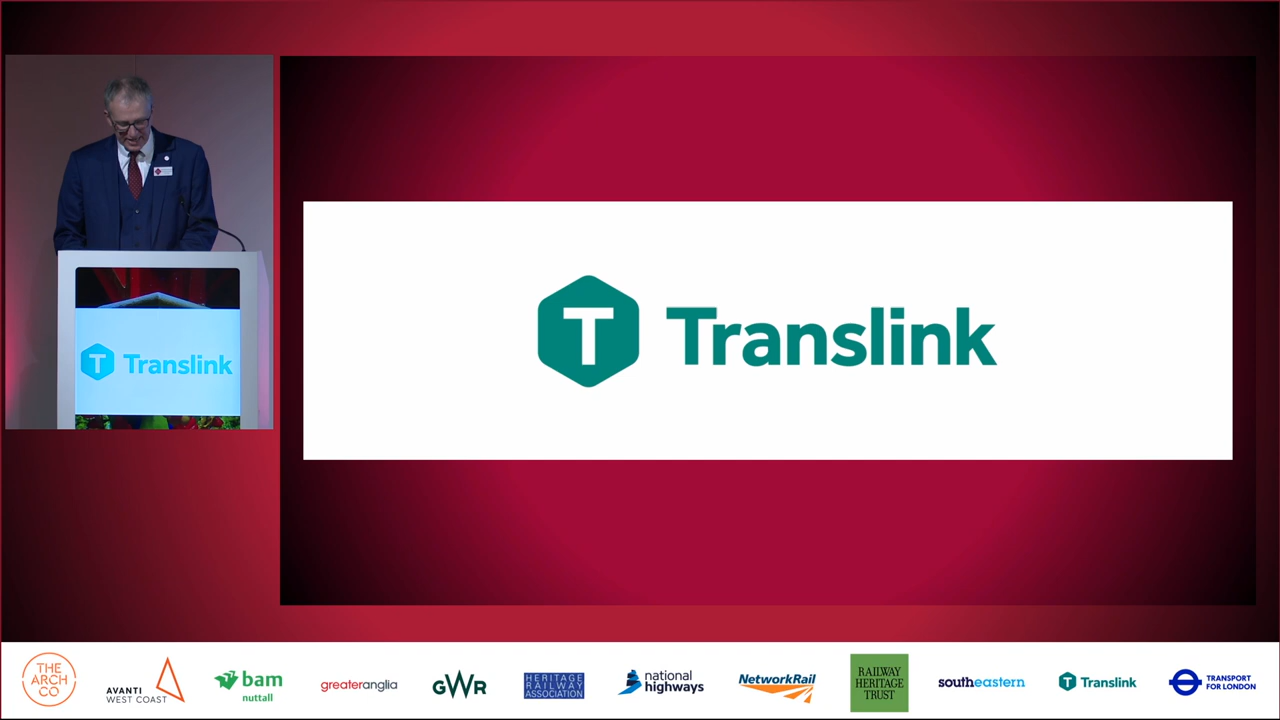 T Translink
T Translink
THE
ARCH
CO
AVANTI
WEST COAST
bam
nuttall
greateranglia
GWR
HERITAGE
RAILWAY
ASSOCIATION
national
highways
NetworkRail
RAILWAY
HERITAGE
TRUST
southeastern
T Translink
TRANSPORT
FOR LONDON